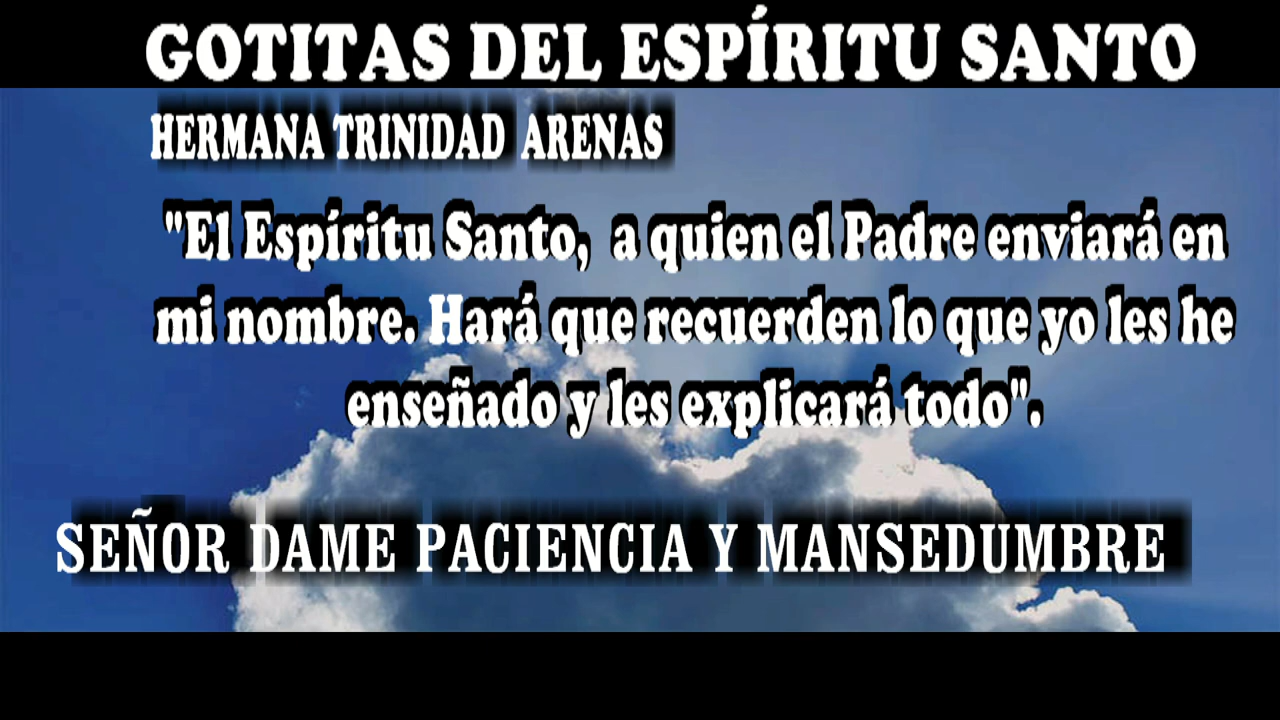 GOTITAS DEL ESPÍRITU SANTO
HERMANA TRINIDAD ARENAS
"El Espíritu Santo, a quien el Padre enviará en
mi nombre. Hará que recuerden lo que yo les he
enseñado y les explicará todo".
SEÑOR DAME PACIENCIA Y MANSEDUMBRE